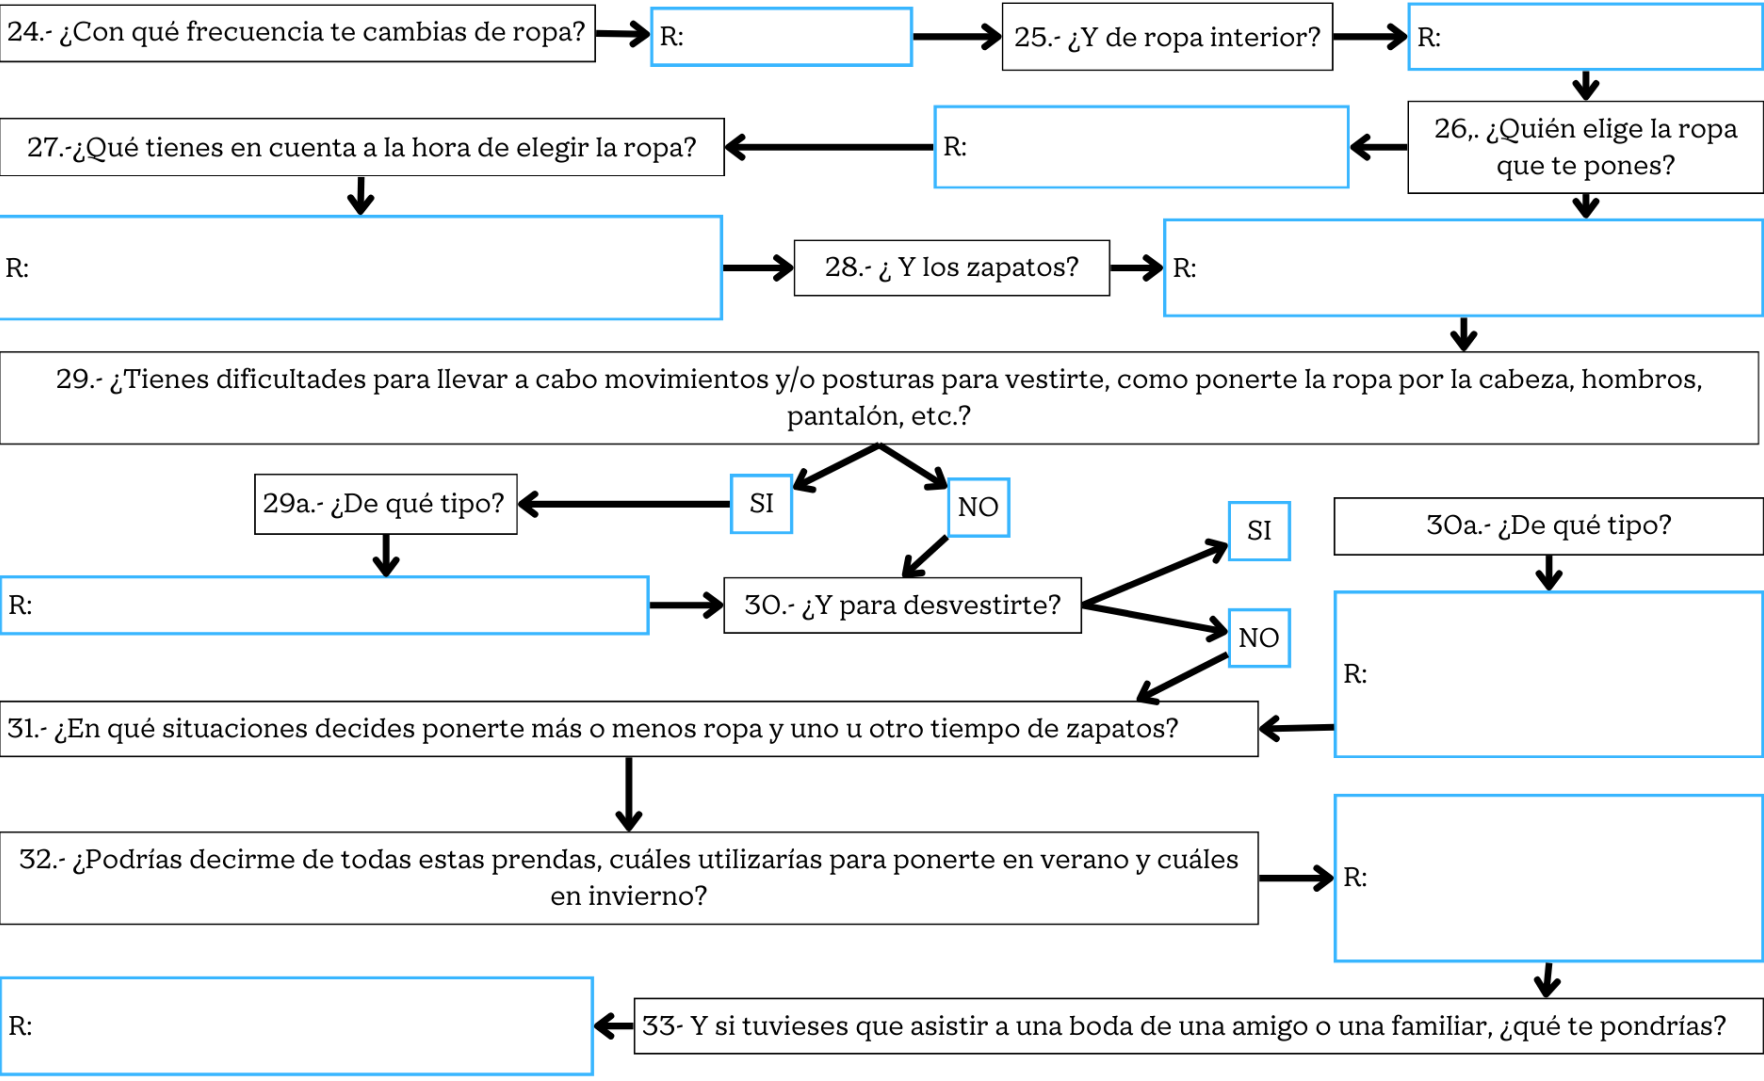 24.- ¿Con qué frecuencia te cambias de ropa?
R:
25.- ¿Y de ropa interior?
R:
26,. ¿Quién elige la ropa
que te pones?
R:
27.-¿Qué tienes en cuenta a la hora de elegir la ropa?
R:
28.- ¿ Y los zapatos?
R:
29.- ¿Tienes dificultades para llevar a cabo movimientos y/o posturas para vestirte, como ponerte la ropa por la cabeza, hombros,
pantalón, etc.?
SI
NO
29a.- ¿De qué tipo?
R:
30.- ¿Y para desvestirte?
SI
NO
30a.- ¿De qué tipo?
R:
31.- ¿En qué situaciones decides ponerte más o menos ropa y uno u otro tiempo de zapatos?
32.- ¿Podrías decirme de todas estas prendas, cuáles utilizarías para ponerte en verano y cuáles
en invierno?
R:
33- Y si tuvieses que asistir a una boda de una amigo o una familiar, ¿qué te pondrías?
R: